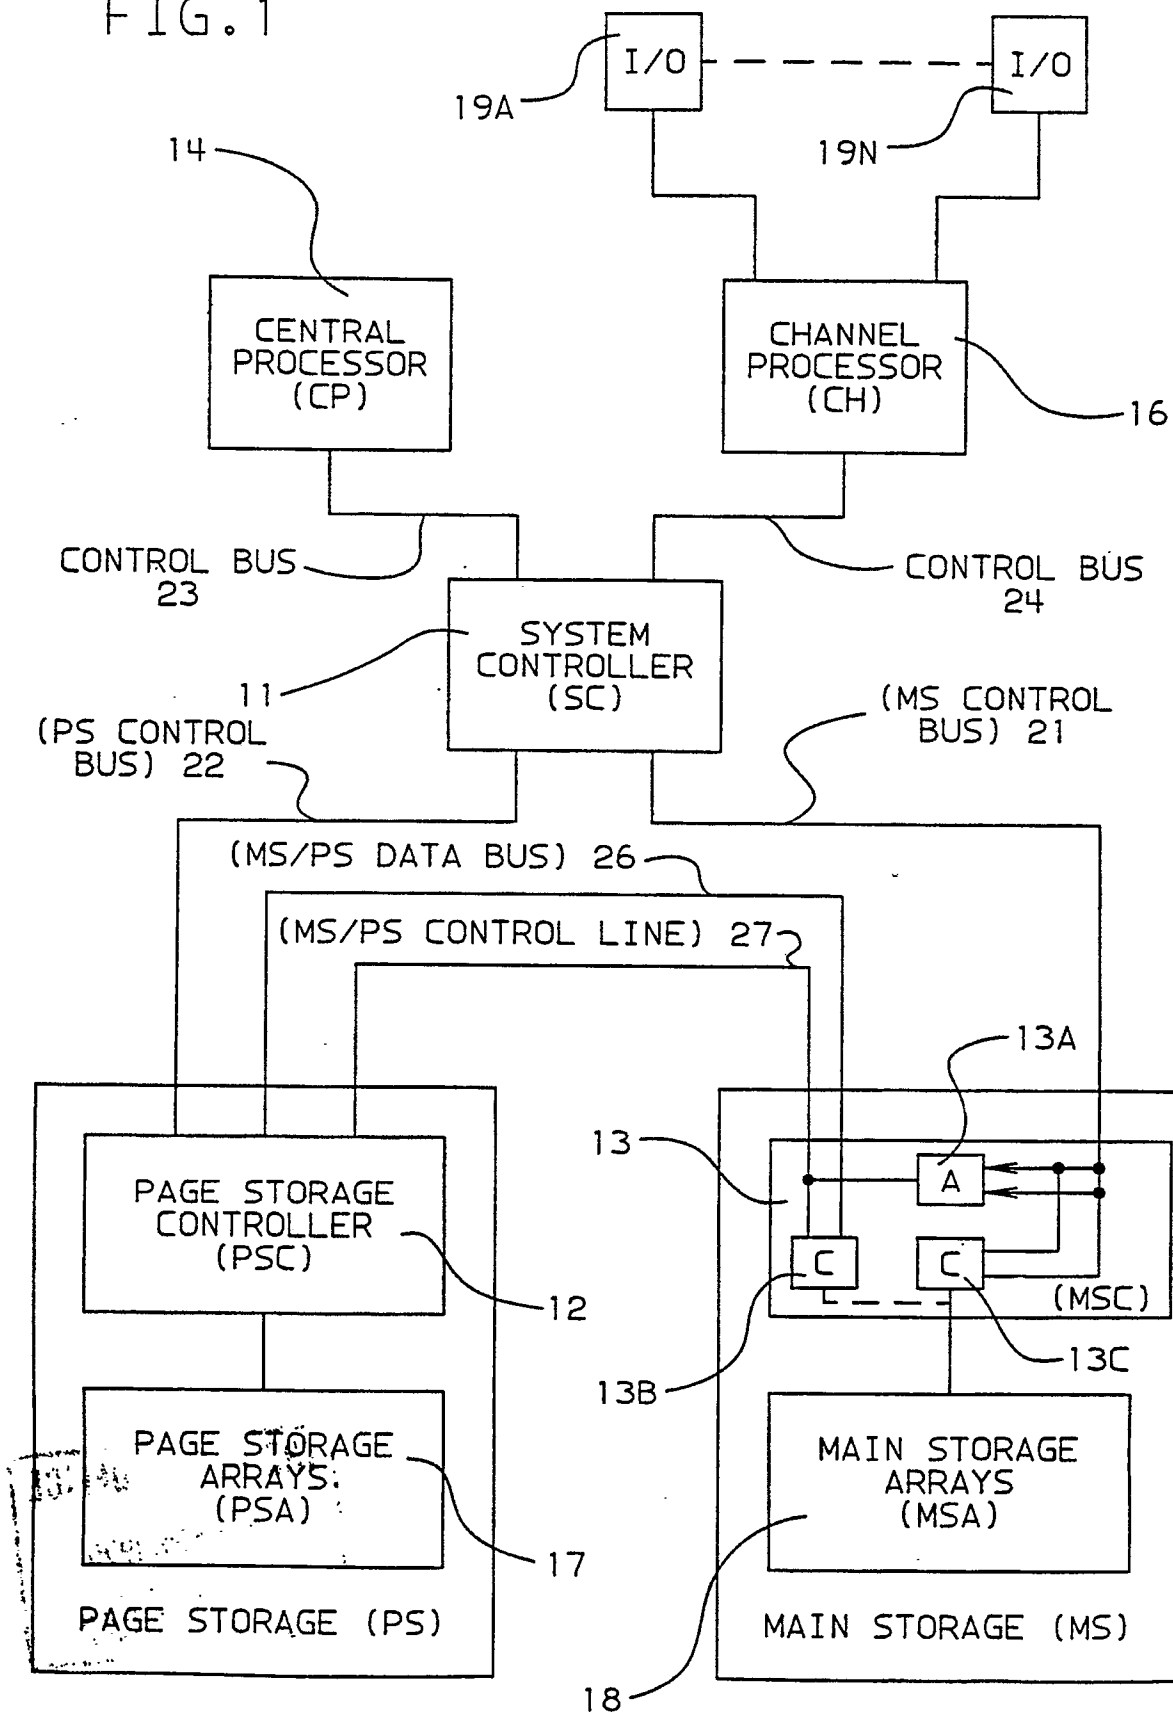 FIG. 1
I/O
I/O
19A
19N
14
CENTRAL
PROCESSOR
(CP)
CHANNEL
PROCESSOR
(CH)
16
CONTROL BUS
23
CONTROL BUS
24
SYSTEM
CONTROLLER
(SC)
11
(PS CONTROL
BUS) 22
(MS CONTROL
BUS) 21
(MS/PS DATA BUS) 26
(MS/PS CONTROL LINE) 27
13A
13
A
PAGE STORAGE
CONTROLLER
(PSC)
C
C
(MSC)
12
13B
13C
PAGE STORAGE
ARRAYS
(PSA)
MAIN STORAGE
ARRAYS
(MSA)
17
PAGE STORAGE (PS)
MAIN STORAGE (MS)
18